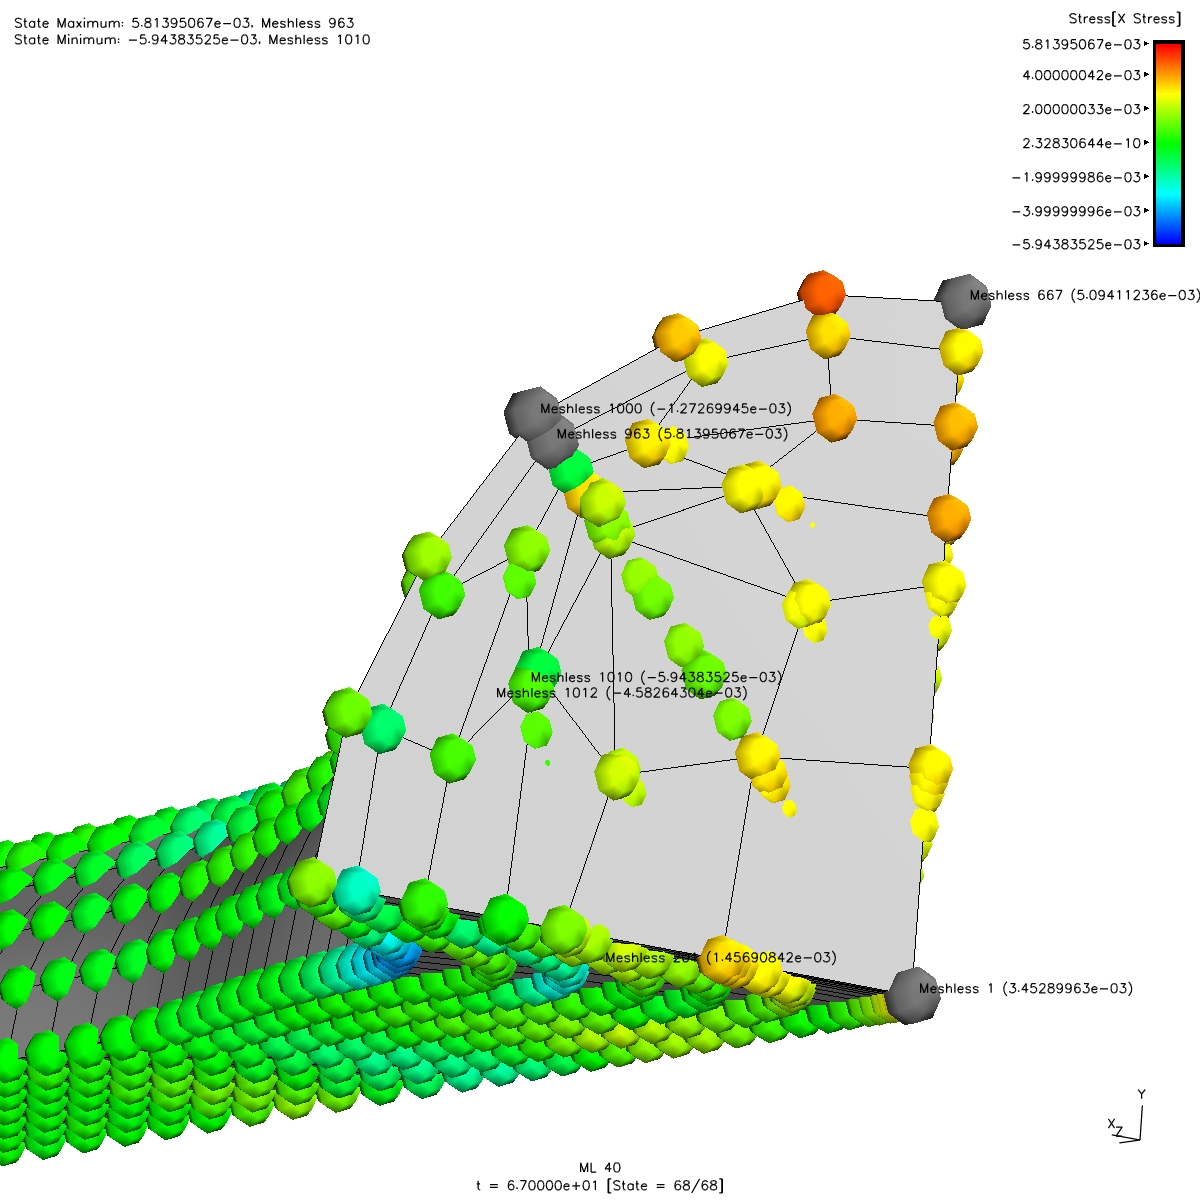 State Maximum: 5.81395067e-03, Meshless 963
State Minimum: -5.94383525e-03, Meshless 1010
Stress[X Stress]
5.81395067e-03
4.00000042e-03
2.00000033e-03
2.32830644e-10
-1.99999986e-03
-3.99999996e-03
-5.94383525e-03
Meshless 667 (5.09411236e-03)
Meshless 1000 (-1.27269945e-03)
Meshless 963 (5.81395067e-03)
Meshless 1010 (-5.94383525e-03)
Meshless 1012 (-4.58264304e-03)
Meshless (1.45690842e-03)
Meshless 1 (3.45289963e-03)
Y
X
Z
ML 40
t = 6.70000e+01 [State = 68/68]